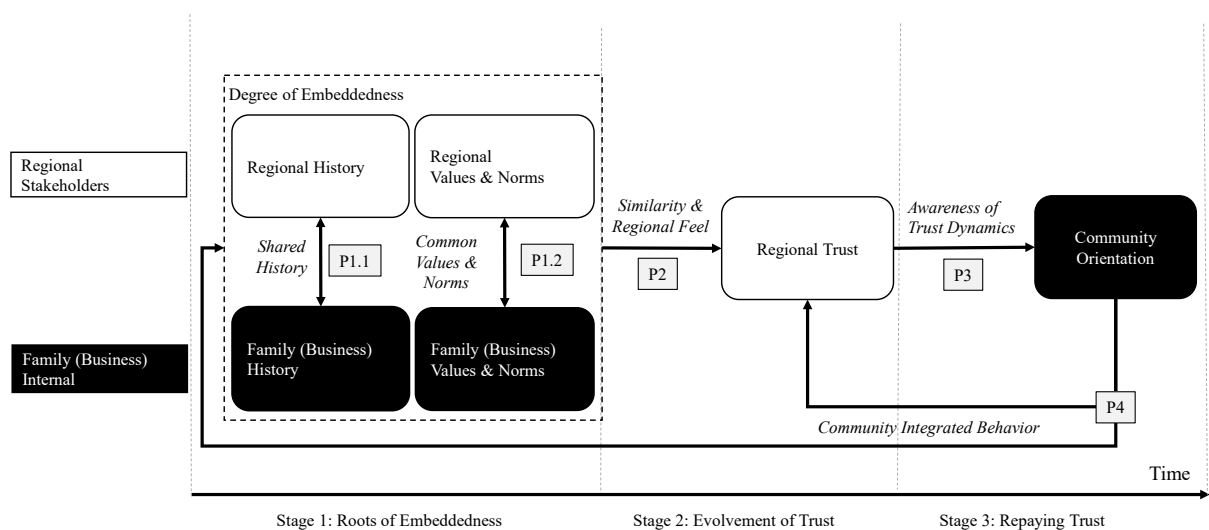 Degree of Embeddedness
Regional
Stakeholders
Regional History
Regional
Values & Norms
Shared
History
P1.1
Common
Values &
Norms
P1.2
Family (Business)
Internal
Family (Business)
History
Family (Business)
Values & Norms
Similarity &
Regional Feel
P2
Regional Trust
Awareness of
Trust Dynamics
P3
Community
Orientation
P4
Community Integrated Behavior
Time
Stage 1: Roots of Embeddedness
Stage 2: Evolvement of Trust
Stage 3: Repaying Trust